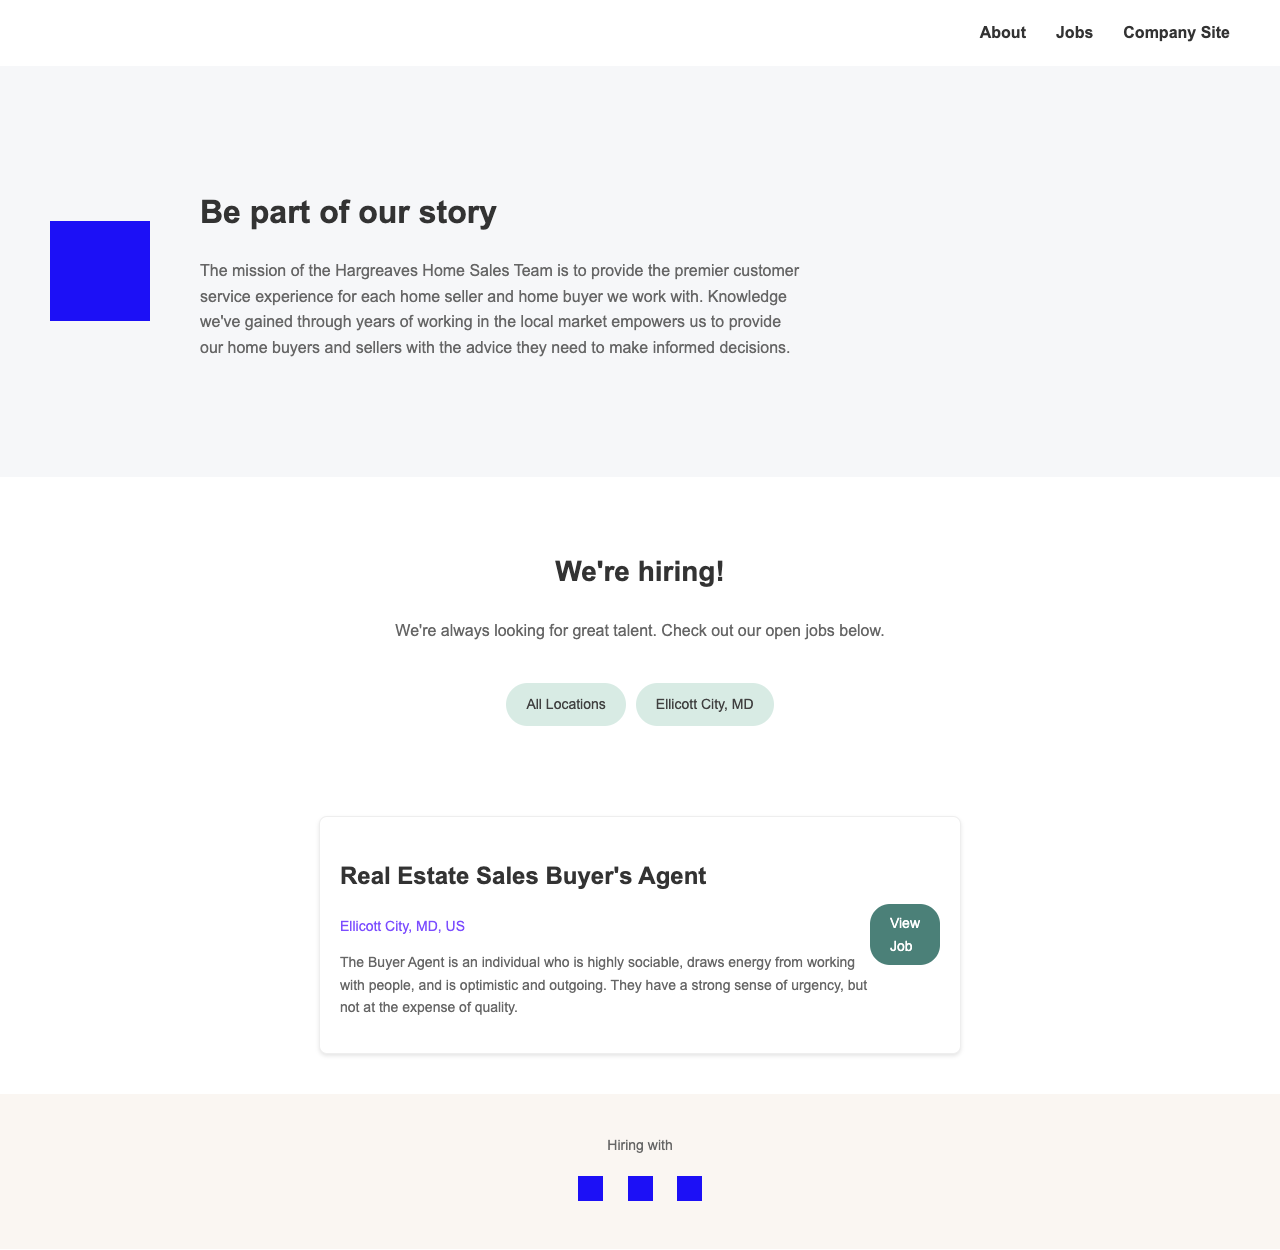 About Jobs Company Site
Be part of our story
The mission of the Hargreaves Home Sales Team is to provide the premier customer
service experience for each home seller and home buyer we work with. Knowledge
we've gained through years of working in the local market empowers us to provide
our home buyers and sellers with the advice they need to make informed decisions.
We're hiring!
We're always looking for great talent. Check out our open jobs below.
All Locations Ellicott City, MD
Real Estate Sales Buyer's Agent
Ellicott City, MD, US
The Buyer Agent is an individual who is highly sociable, draws energy from working
with people, and is optimistic and outgoing. They have a strong sense of urgency, but
not at the expense of quality.
View
Job
Hiring with